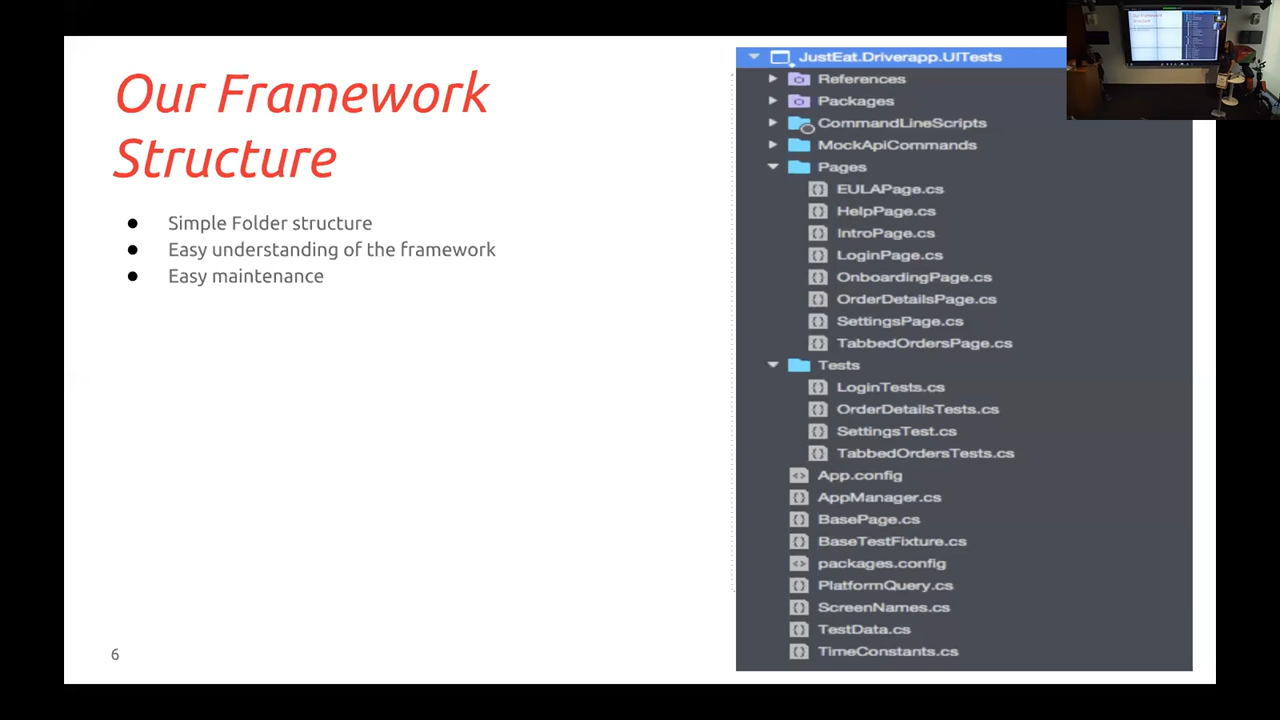 Our Framework
Structure
● Simple Folder structure
● Easy understanding of the framework
● Easy maintenance
6
JustEat.Driverapp.UITests
References
Packages
CommandLineScripts
MockApiCommands
Pages
EULAPage.cs
HelpPage.cs
IntroPage.cs
LoginPage.cs
OnboardingPage.cs
OrderDetailsPage.cs
SettingsPage.cs
TabbedOrdersPage.cs
Tests
LoginTests.cs
OrderDetailsTests.cs
SettingsTest.cs
TabbedOrdersTests.cs
App.config
AppManager.cs
BasePage.cs
BaseTestFixture.cs
packages.config
PlatformQuery.cs
ScreenNames.cs
TestData.cs
TimeConstants.cs
Our Framework
Structure